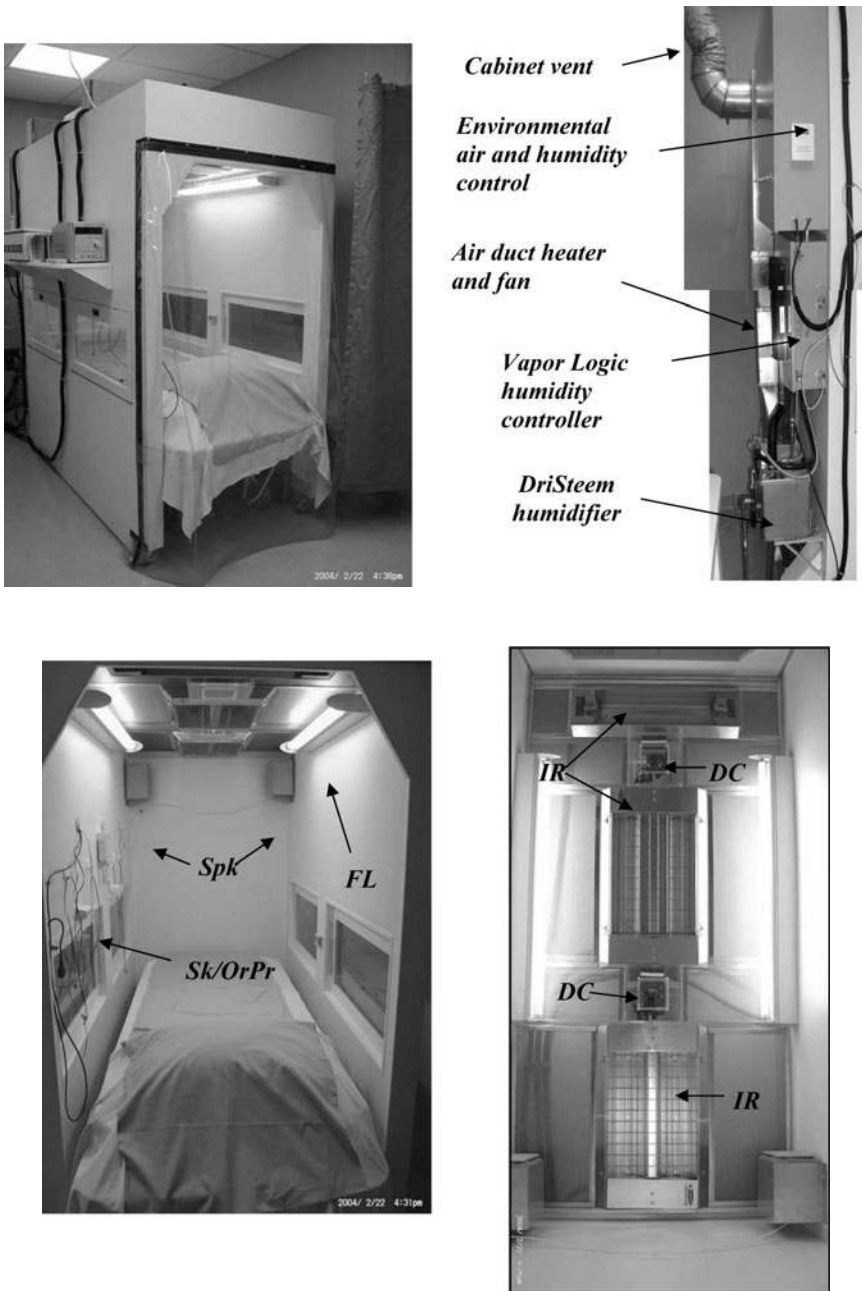 Cabinet vent
Environmental
air and humidity
control
Air duct heater
and fan
Vapor Logic
humidity
controller
DriSteem
humidifier
2004/ 2/22 4:36pm
IR
DC
Spk
FL
Sk/OrPr
DC
IR
2004/ 2/22 4:31pm